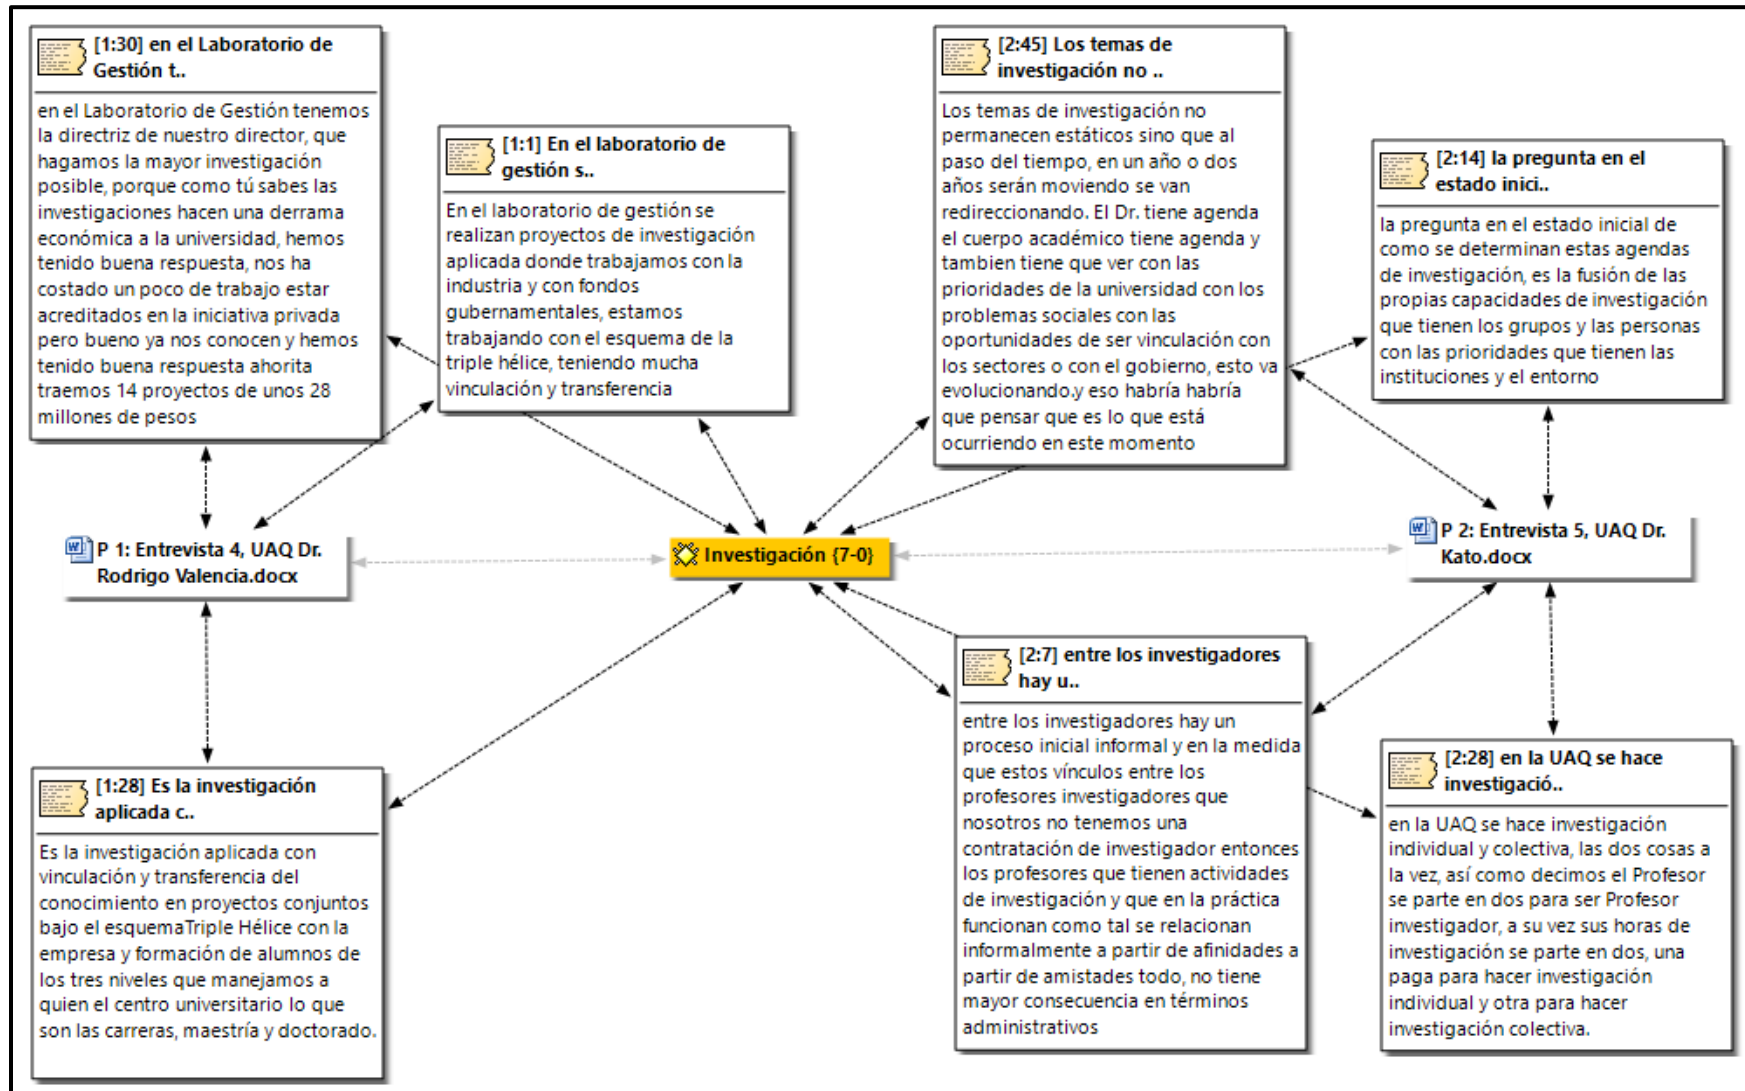 [1:30] en el Laboratorio de
Gestión t..
en el Laboratorio de Gestión tenemos
la directriz de nuestro director, que
hagamos la mayor investigación
posible, porque como tú sabes las
investigaciones hacen una derrama
económica a la universidad, hemos
tenido buena respuesta, nos ha
costado un poco de trabajo estar
acreditados en la iniciativa privada
pero bueno ya nos conocen y hemos
tenido buena respuesta ahorita
traemos 14 proyectos de unos 28
millones de pesos
[1:1] En el laboratorio de
gestión s..
En el laboratorio de gestión se
realizan proyectos de investigación
aplicada donde trabajamos con la
industria y con fondos
gubernamentales, estamos
trabajando con el esquema de la
triple hélice, teniendo mucha
vinculación y transferencia
[2:45] Los temas de
investigación no ..
Los temas de investigación no
permanecen estáticos sino que al
paso del tiempo, en un año o dos
años serán moviendo se van
redireccionando. El Dr. tiene agenda
el cuerpo académico tiene agenda y
tambien tiene que ver con las
prioridades de la universidad con los
problemas sociales con las
oportunidades de ser vinculación con
los sectores o con el gobierno, esto va
evolucionando.y eso habría habría
que pensar que es lo que está
ocurriendo en este momento
[2:14] la pregunta en el
estado inici..
la pregunta en el estado inicial de
como se determinan estas agendas
de investigación, es la fusión de las
propias capacidades de investigación
que tienen los grupos y las personas
con las prioridades que tienen las
instituciones y el entorno
P 1: Entrevista 4, UAQ Dr.
Rodrigo Valencia.docx
Investigación {7-0}
P 2: Entrevista 5, UAQ Dr.
Kato.docx
[1:28] Es la investigación
aplicada c..
Es la investigación aplicada con
vinculación y transferencia del
conocimiento en proyectos conjuntos
bajo el esquemaTriple Hélice con la
empresa y formación de alumnos de
los tres niveles que manejamos a
quien el centro universitario lo que
son las carreras, maestría y doctorado.
[2:7] entre los investigadores
hay u..
entre los investigadores hay un
proceso inicial informal y en la medida
que estos vínculos entre los
profesores investigadores que
nosotros no tenemos una
contratación de investigador entonces
los profesores que tienen actividades
de investigación y que en la práctica
funcionan como tal se relacionan
informalmente a partir de afinidades a
partir de amistades todo, no tiene
mayor consecuencia en términos
administrativos
[2:28] en la UAQ se hace
investigació..
en la UAQ se hace investigación
individual y colectiva, las dos cosas a
la vez, así como decimos el Profesor
se parte en dos para ser Profesor
investigador, a su vez sus horas de
investigación se parte en dos, una
paga para hacer investigación
individual y otra para hacer
investigación colectiva.